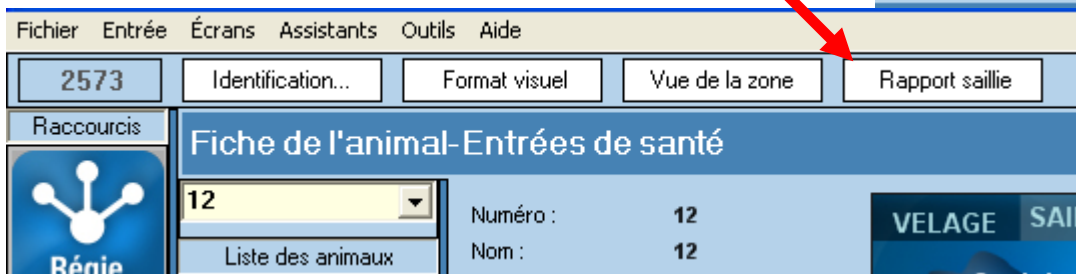 Fichier Entrée Écrans Assistants Outils Aide
2573 Identification... Format visuel Vue de la zone Rapport saillie
Raccourcis
Fiche de l'animal-Entrées de santé
12
Numéro : 12
VELAGE
Régie
Liste des animaux
Nom : 12